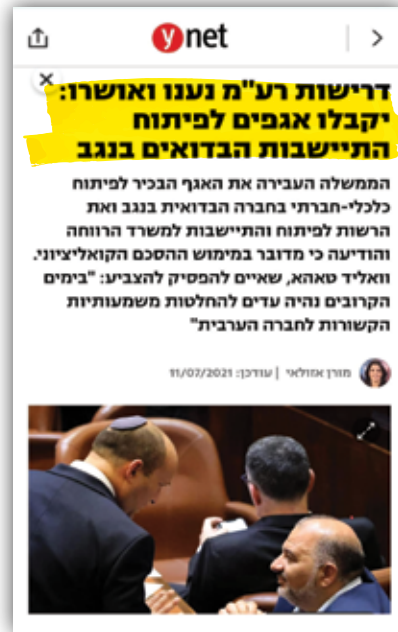 ynet
דרישות רע"מ נענו ואושרו:
יקבלו אגפים לפיתוח
התיישבות הבדואים בנגב
הממשלה העבירה את האגף הבכיר לפיתוח
כלכלי-חברתי בחברה הבדואית בנגב ואת
הרשות לפיתוח והתיישבות למשרד הרווחה
והודיעה כי מדובר במימוש ההסכם הקואליציוני.
וואליד טאהא, שאיים להפסיק להצביע: "בימים
הקרובים נהיה עדים להחלטות משמעותיות
הקשורות לחברה הערבית"
מורן אזולאי | עודכן: 11/07/2021